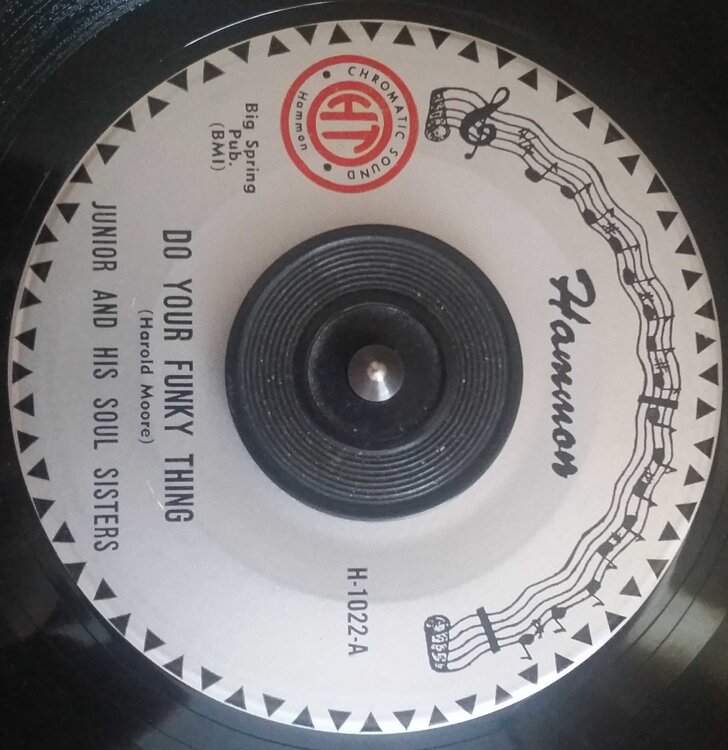 Hammon
CHROMATIC SOUND
Hammon
Big Spring
Pub.
(BMI)
H-1022-A
DO YOUR FUNKY THING
(Harold Moore)
JUNIOR AND HIS SOUL SISTERS